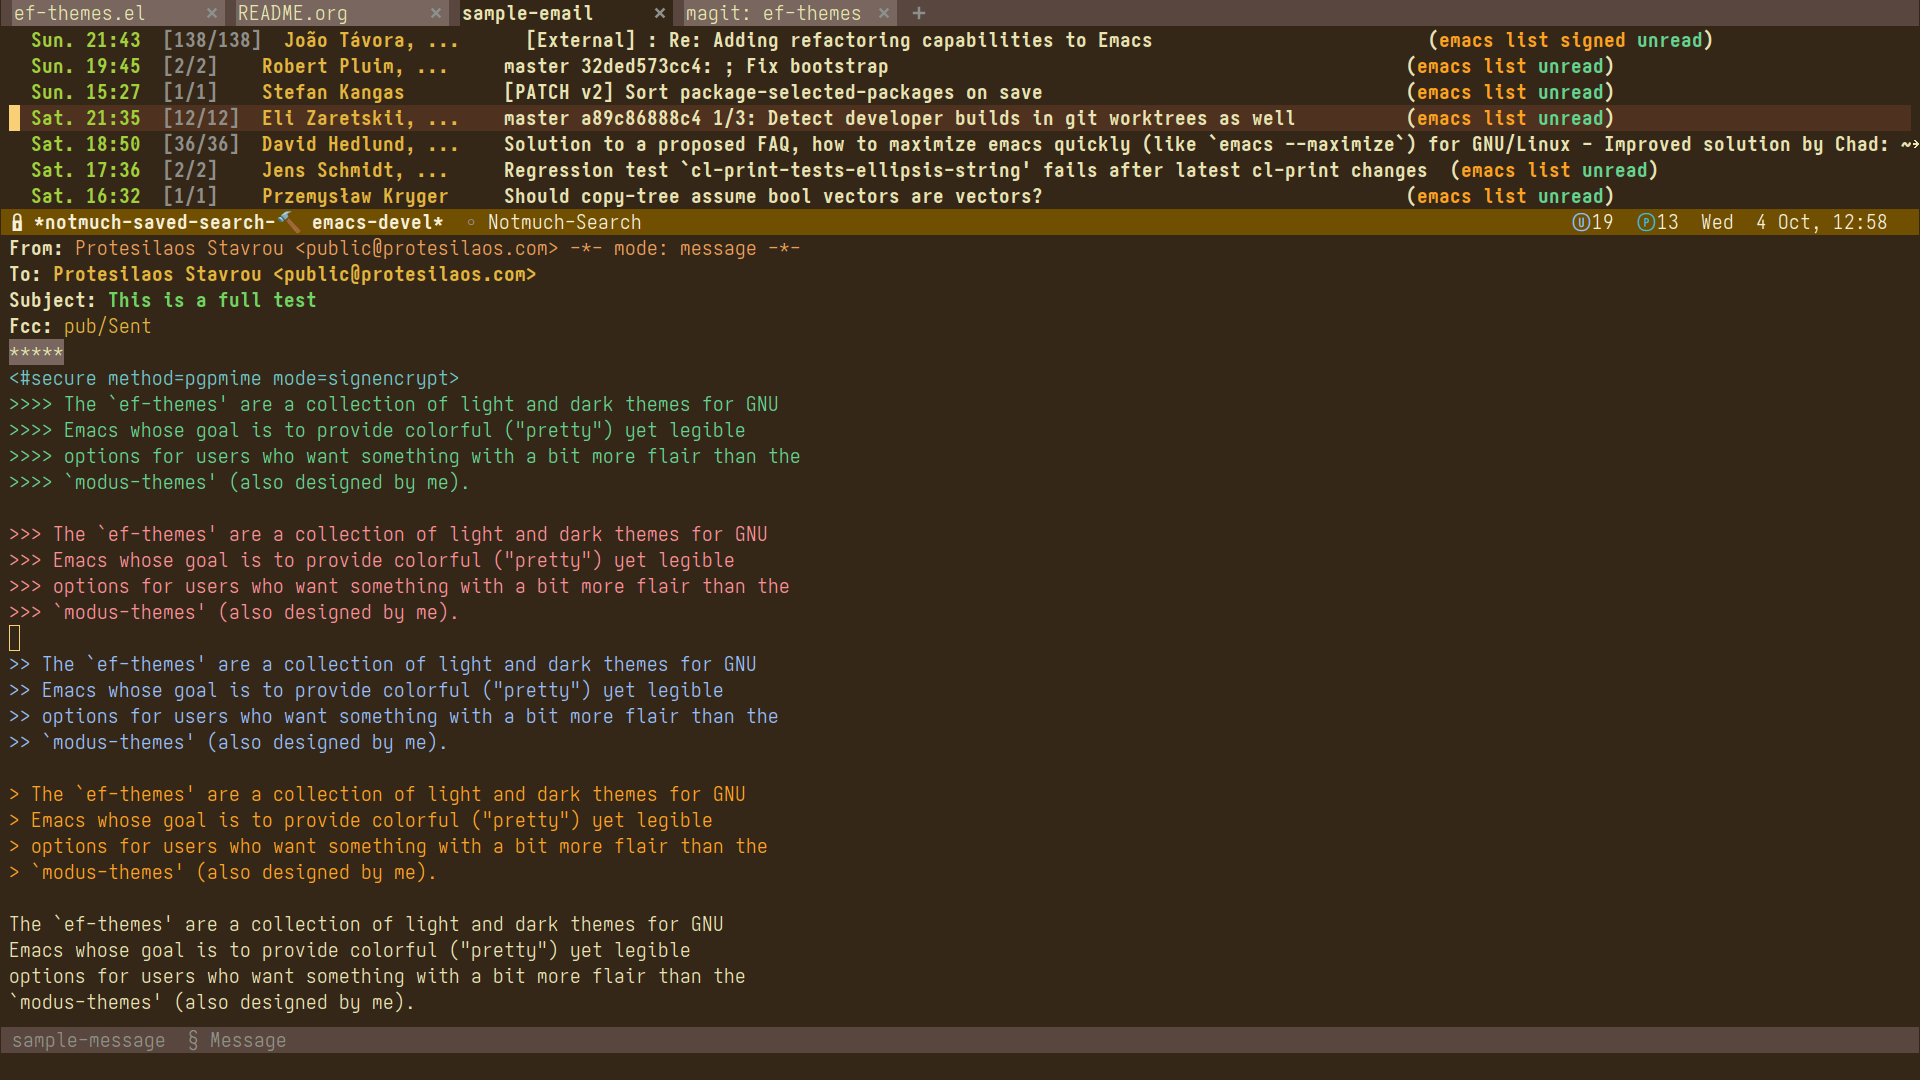 ef-themes.el × README.org × sample-email × magit: ef-themes × +
Sun. 21:43 [138/138] João Távora, ... [External] : Re: Adding refactoring capabilities to Emacs (emacs list signed unread)
Sun. 19:45 [2/2] Robert Pluim, ... master 32ded573cc4: ; Fix bootstrap (emacs list unread)
Sun. 15:27 [1/1] Stefan Kangas [PATCH v2] Sort package-selected-packages on save (emacs list unread)
Sat. 21:35 [12/12] Eli Zaretskii, ... master a89c86888c4 1/3: Detect developer builds in git worktrees as well (emacs list unread)
Sat. 18:50 [36/36] David Hedlund, ... Solution to a proposed FAQ, how to maximize emacs quickly (like `emacs --maximize`) for GNU/Linux - Improved solution by Chad: ~→
Sat. 17:36 [2/2] Jens Schmidt, ... Regression test `cl-print-tests-ellipsis-string' fails after latest cl-print changes (emacs list unread)
Sat. 16:32 [1/1] Przemysław Kryger Should copy-tree assume bool vectors are vectors? (emacs list unread)
*notmuch-saved-search-🔨 emacs-devel* ◦ Notmuch-Search Ⓤ19 Ⓟ13 Wed 4 Oct, 12:58
From: Protesilaos Stavrou <public@protesilaos.com> -*- mode: message -*-
To: Protesilaos Stavrou <public@protesilaos.com>
Subject: This is a full test
Fcc: pub/Sent
*****
<#secure method=pgpmime mode=signencrypt>
>>>> The `ef-themes' are a collection of light and dark themes for GNU
>>>> Emacs whose goal is to provide colorful ("pretty") yet legible
>>>> options for users who want something with a bit more flair than the
>>>> `modus-themes' (also designed by me).
>>> The `ef-themes' are a collection of light and dark themes for GNU
>>> Emacs whose goal is to provide colorful ("pretty") yet legible
>>> options for users who want something with a bit more flair than the
>>> `modus-themes' (also designed by me).
>> The `ef-themes' are a collection of light and dark themes for GNU
>> Emacs whose goal is to provide colorful ("pretty") yet legible
>> options for users who want something with a bit more flair than the
>> `modus-themes' (also designed by me).
> The `ef-themes' are a collection of light and dark themes for GNU
> Emacs whose goal is to provide colorful ("pretty") yet legible
> options for users who want something with a bit more flair than the
> `modus-themes' (also designed by me).
The `ef-themes' are a collection of light and dark themes for GNU
Emacs whose goal is to provide colorful ("pretty") yet legible
options for users who want something with a bit more flair than the
`modus-themes' (also designed by me).
sample-message § Message